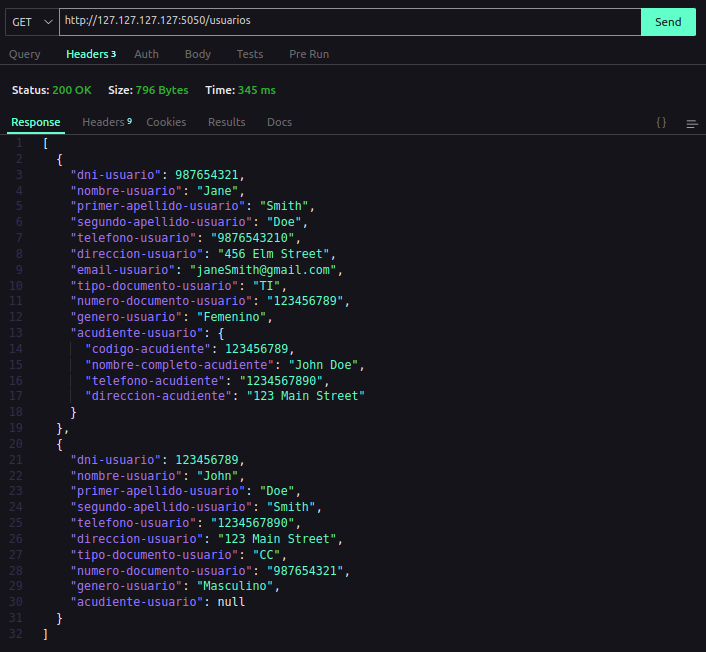 GET http://127.127.127.127:5050/usuarios Send
Query Headers 3 Auth Body Tests Pre Run
Status: 200 OK Size: 796 Bytes Time: 345 ms
Response Headers 9 Cookies Results Docs { }
1 [
2 {
3 "dni-usuario": 987654321,
4 "nombre-usuario": "Jane",
5 "primer-apellido-usuario": "Smith",
6 "segundo-apellido-usuario": "Doe",
7 "telefono-usuario": "9876543210",
8 "direccion-usuario": "456 Elm Street",
9 "email-usuario": "janeSmith@gmail.com",
10 "tipo-documento-usuario": "TI",
11 "numero-documento-usuario": "123456789",
12 "genero-usuario": "Femenino",
13 "acudiente-usuario": {
14 "codigo-acudiente": 123456789,
15 "nombre-completo-acudiente": "John Doe",
16 "telefono-acudiente": "1234567890",
17 "direccion-acudiente": "123 Main Street"
18 }
19 },
20 {
21 "dni-usuario": 123456789,
22 "nombre-usuario": "John",
23 "primer-apellido-usuario": "Doe",
24 "segundo-apellido-usuario": "Smith",
25 "telefono-usuario": "1234567890",
26 "direccion-usuario": "123 Main Street",
27 "tipo-documento-usuario": "CC",
28 "numero-documento-usuario": "987654321",
29 "genero-usuario": "Masculino",
30 "acudiente-usuario": null
31 }
32 ]